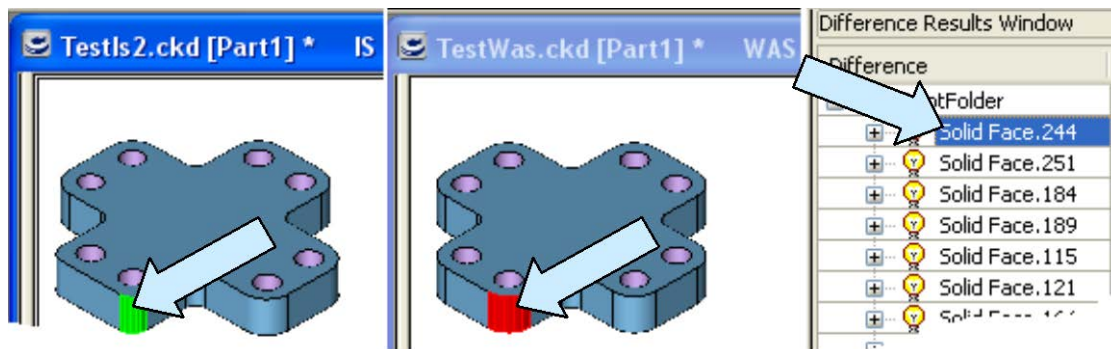 TestIs2.ckd [Part1] * IS
TestWas.ckd [Part1] * WAS
Difference Results Window
Difference
Solid Face.244
Solid Face.251
Solid Face.184
Solid Face.189
Solid Face.115
Solid Face.121